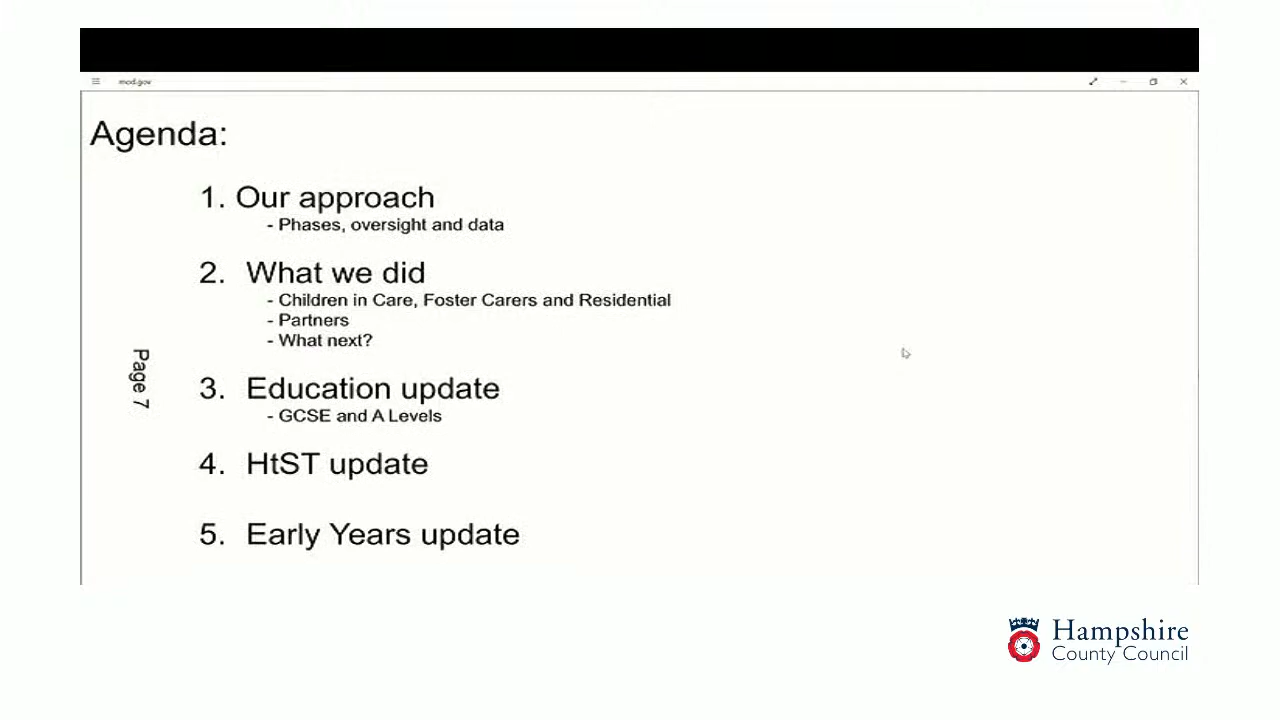 mod.gov
Agenda:
1. Our approach
- Phases, oversight and data
2. What we did
- Children in Care, Foster Carers and Residential
- Partners
- What next?
Page 7
3. Education update
- GCSE and A Levels
4. HtST update
5. Early Years update
Hampshire
County Council